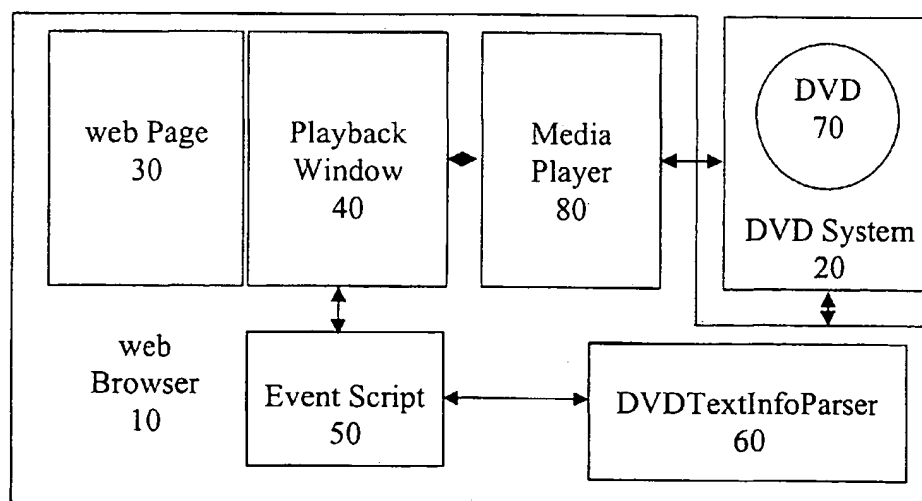 web Page
30
Playback
Window
40
Media
Player
80
DVD
70
DVD System
20
web
Browser
10
Event Script
50
DVDTextInfoParser
60